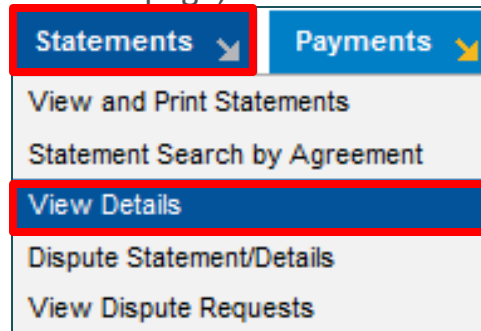 Statements Payments
View and Print Statements
Statement Search by Agreement
View Details
Dispute Statement/Details
View Dispute Requests